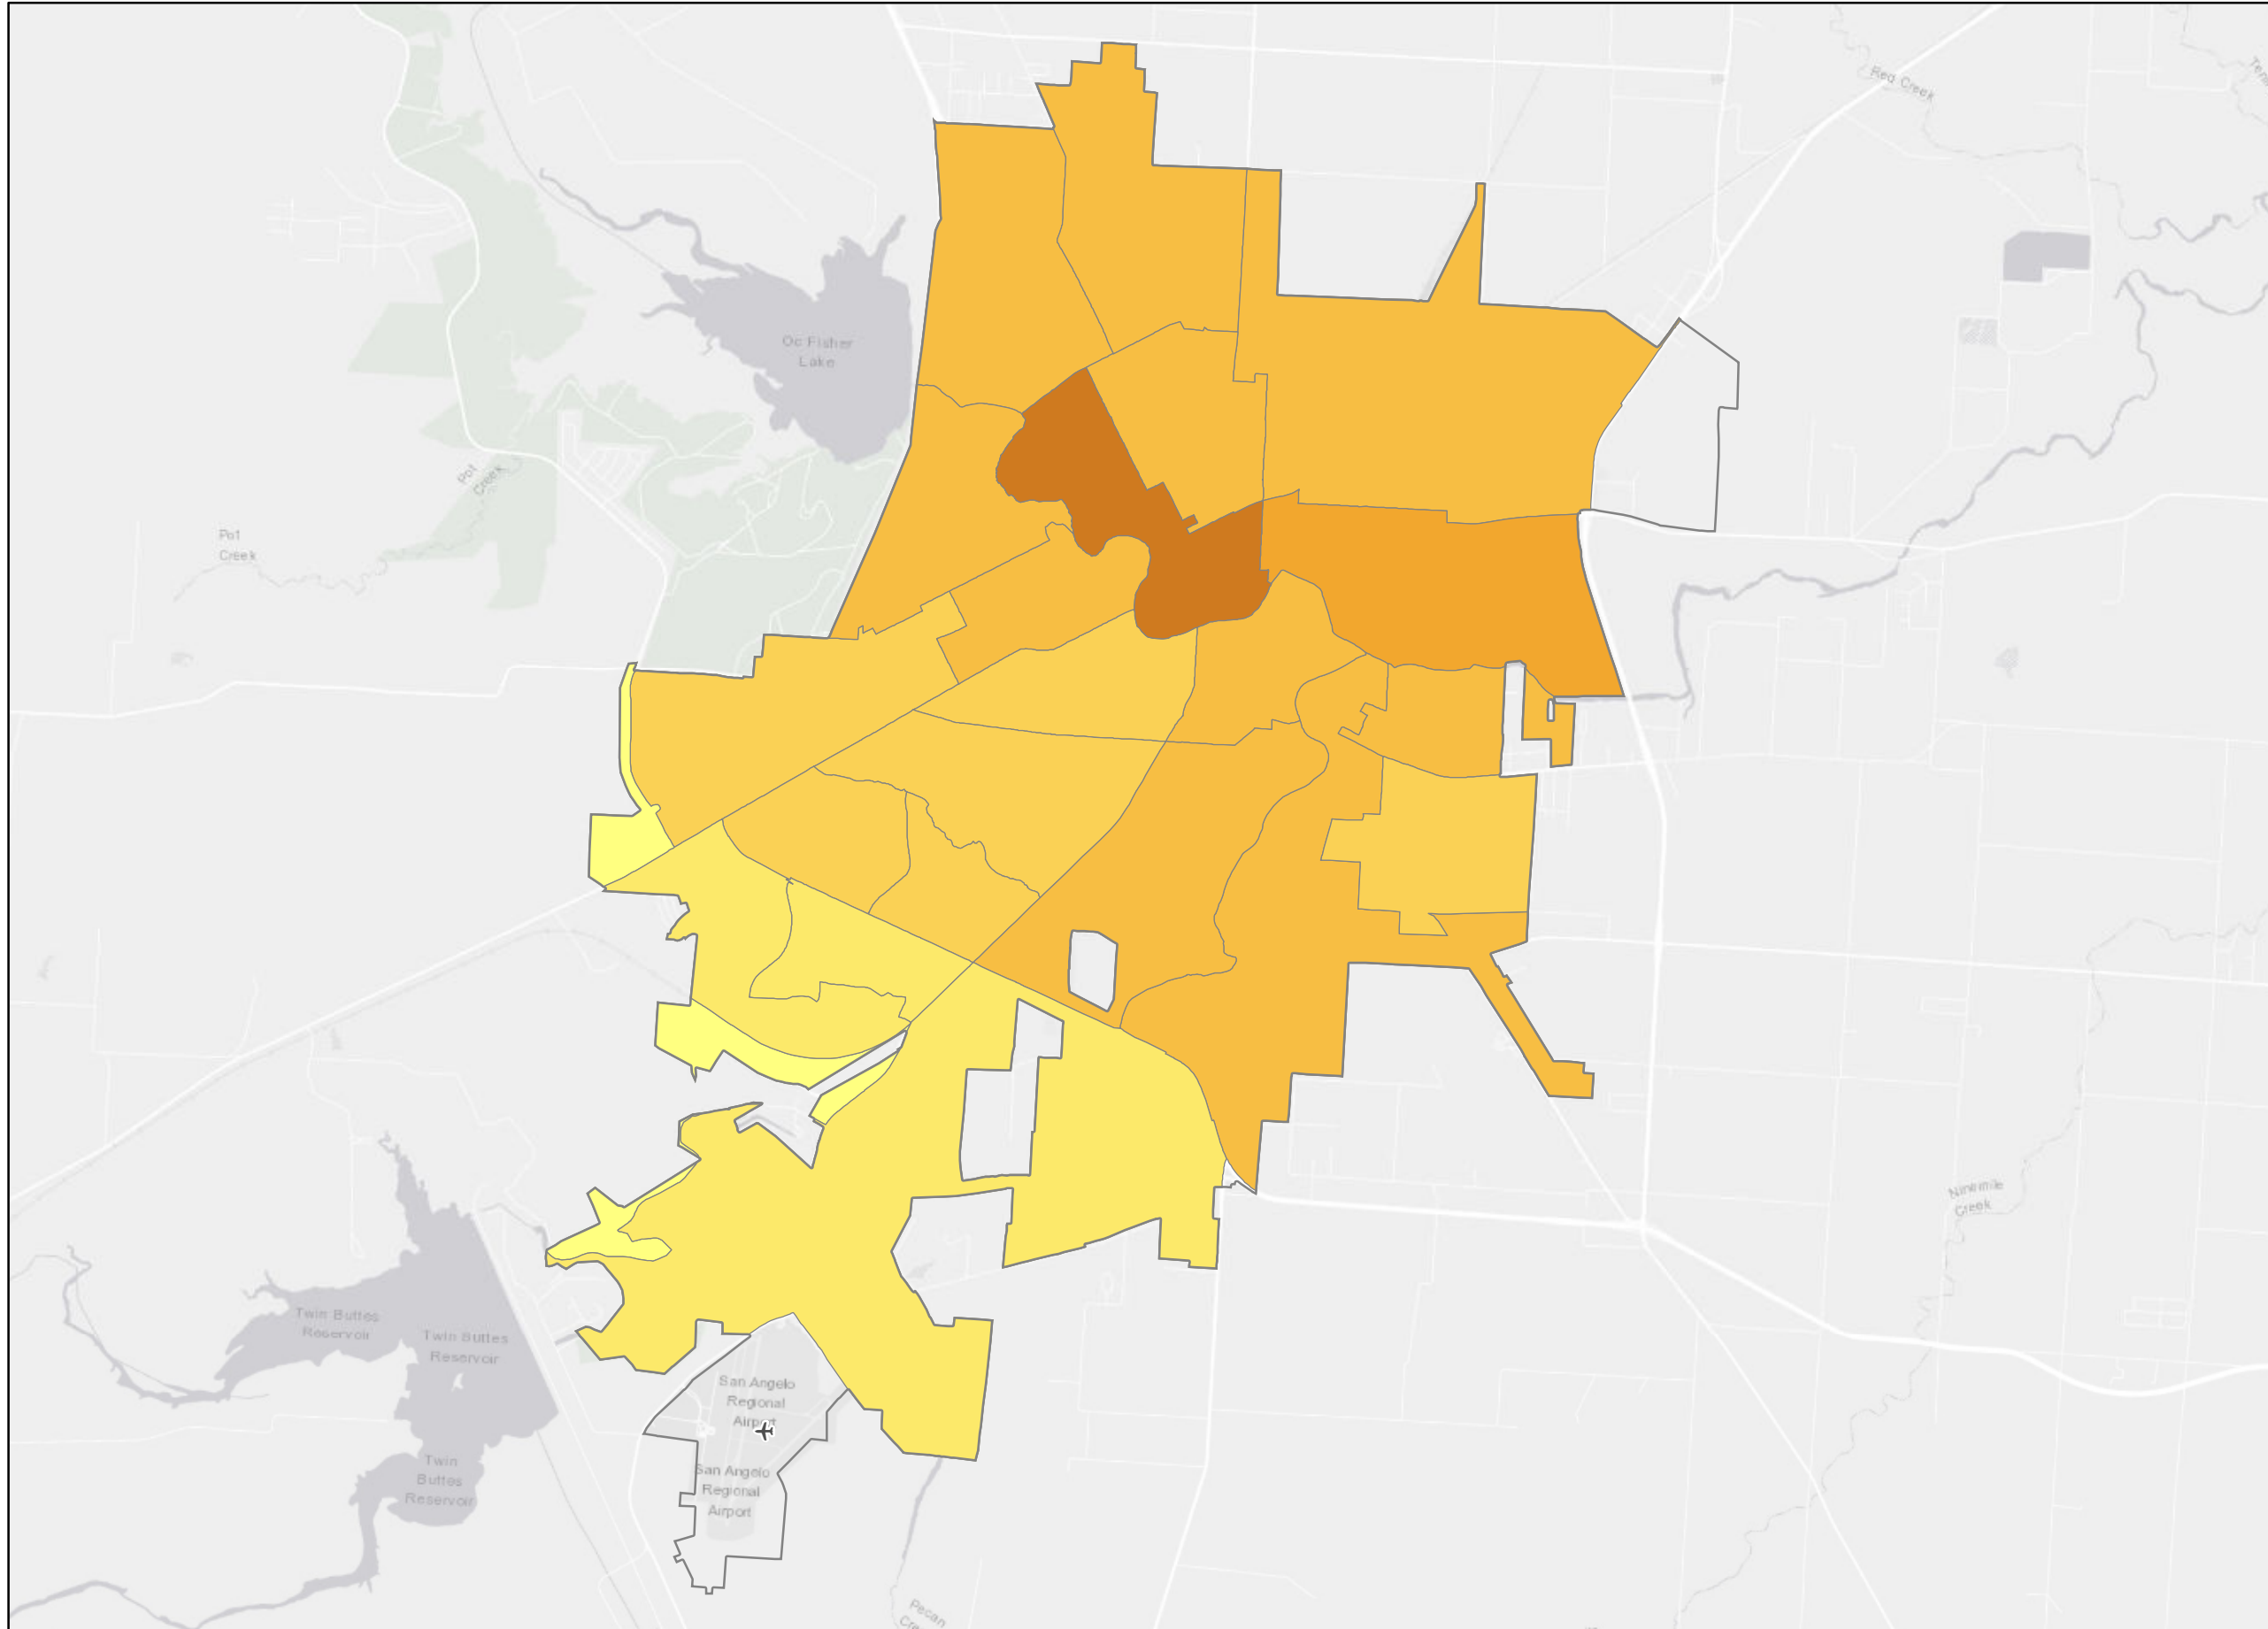 Red Creek
Oc Fisher
Lake
Pot
Creek
Pot
Creek
Ninemile
Creek
Twin Buttes
Reservoir
Twin Buttes
Reservoir
San Angelo
Regional
Airport
San Angelo
Regional
Airport
Twin
Buttes
Reservoir
Pecan